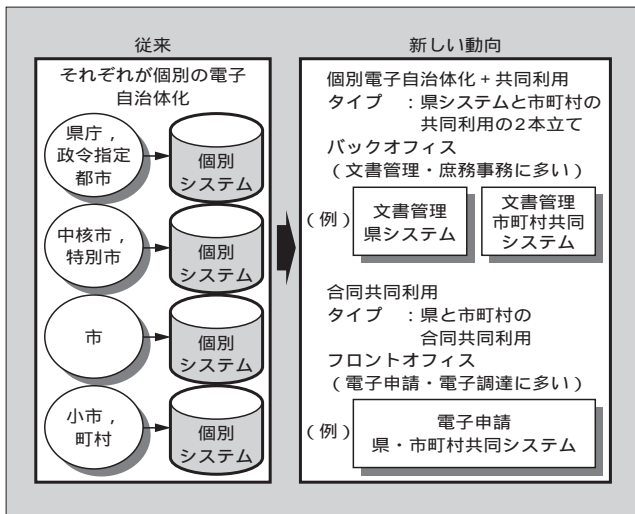 従来
それぞれが個別の電子
自治体化
県庁，
政令指定
都市
個別
システム
中核市，
特別市
個別
システム
市
個別
システム
小市，
町村
個別
システム
新しい動向
個別電子自治体化＋共同利用
タイプ ：県システムと市町村の
共同利用の2本立て
バックオフィス
（文書管理・庶務事務に多い）
（例）
文書管理
県システム
文書管理
市町村共同
システム
合同共同利用
タイプ ：県と市町村の
合同共同利用
フロントオフィス
（電子申請・電子調達に多い）
（例）
電子申請
県・市町村共同システム